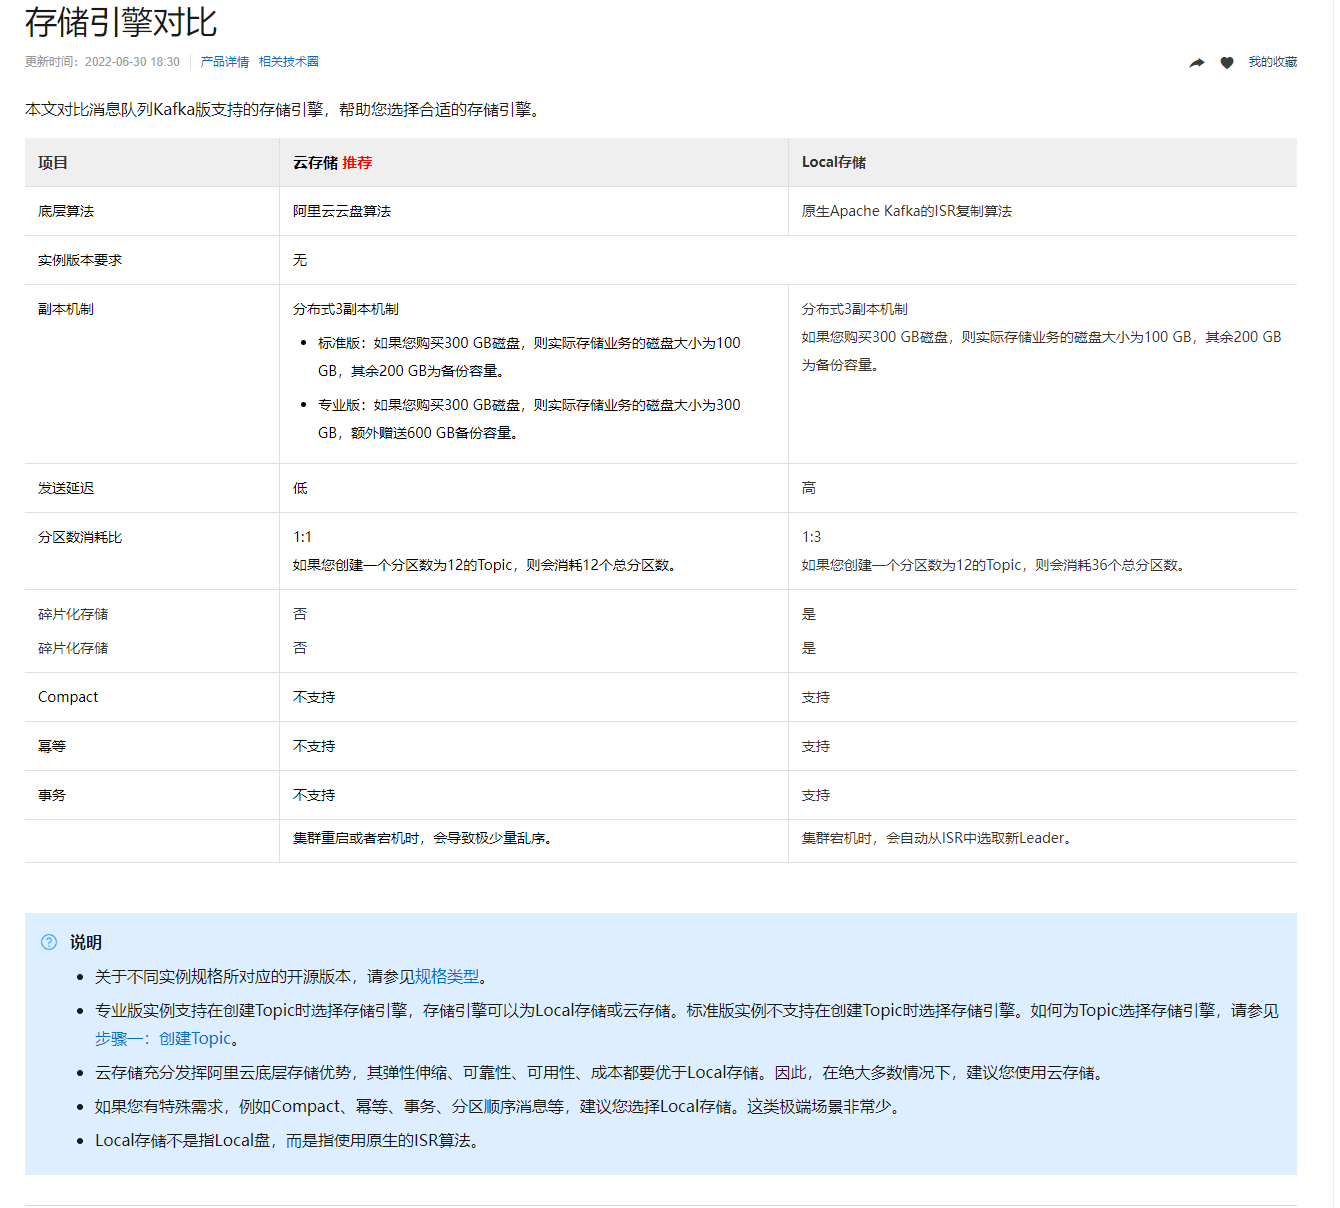 存储引擎对比
更新时间：2022-06-30 18:30 产品详情 相关技术圈 我的收藏
本文对比消息队列Kafka版支持的存储引擎，帮助您选择合适的存储引擎。
项目 云存储 推荐 Local存储
底层算法 阿里云云盘算法 原生Apache Kafka的ISR复制算法
实例版本要求 无
副本机制 分布式3副本机制 分布式3副本机制
标准版：如果您购买300 GB磁盘，则实际存储业务的磁盘大小为100
GB，其余200 GB为备份容量。
专业版：如果您购买300 GB磁盘，则实际存储业务的磁盘大小为300
GB，额外赠送600 GB备份容量。
如果您购买300 GB磁盘，则实际存储业务的磁盘大小为100 GB，其余200 GB
为备份容量。
发送延迟 低 高
分区数消耗比 1:1 1:3
如果您创建一个分区数为12的Topic，则会消耗12个总分区数。 如果您创建一个分区数为12的Topic，则会消耗36个总分区数。
碎片化存储 否 是
碎片化存储 否 是
Compact 不支持 支持
幂等 不支持 支持
事务 不支持 支持
集群重启或者宕机时，会导致极少量乱序。 集群宕机时，会自动从ISR中选取新Leader。
说明
关于不同实例规格所对应的开源版本，请参见规格类型。
专业版实例支持在创建Topic时选择存储引擎，存储引擎可以为Local存储或云存储。标准版实例不支持在创建Topic时选择存储引擎。如何为Topic选择存储引擎，请参见
步骤一：创建Topic。
云存储充分发挥阿里云底层存储优势，其弹性伸缩、可靠性、可用性、成本都要优于Local存储。因此，在绝大多数情况下，建议您使用云存储。
如果您有特殊需求，例如Compact、幂等、事务、分区顺序消息等，建议您选择Local存储。这类极端场景非常少。
Local存储不是指Local盘，而是指使用原生的ISR算法。